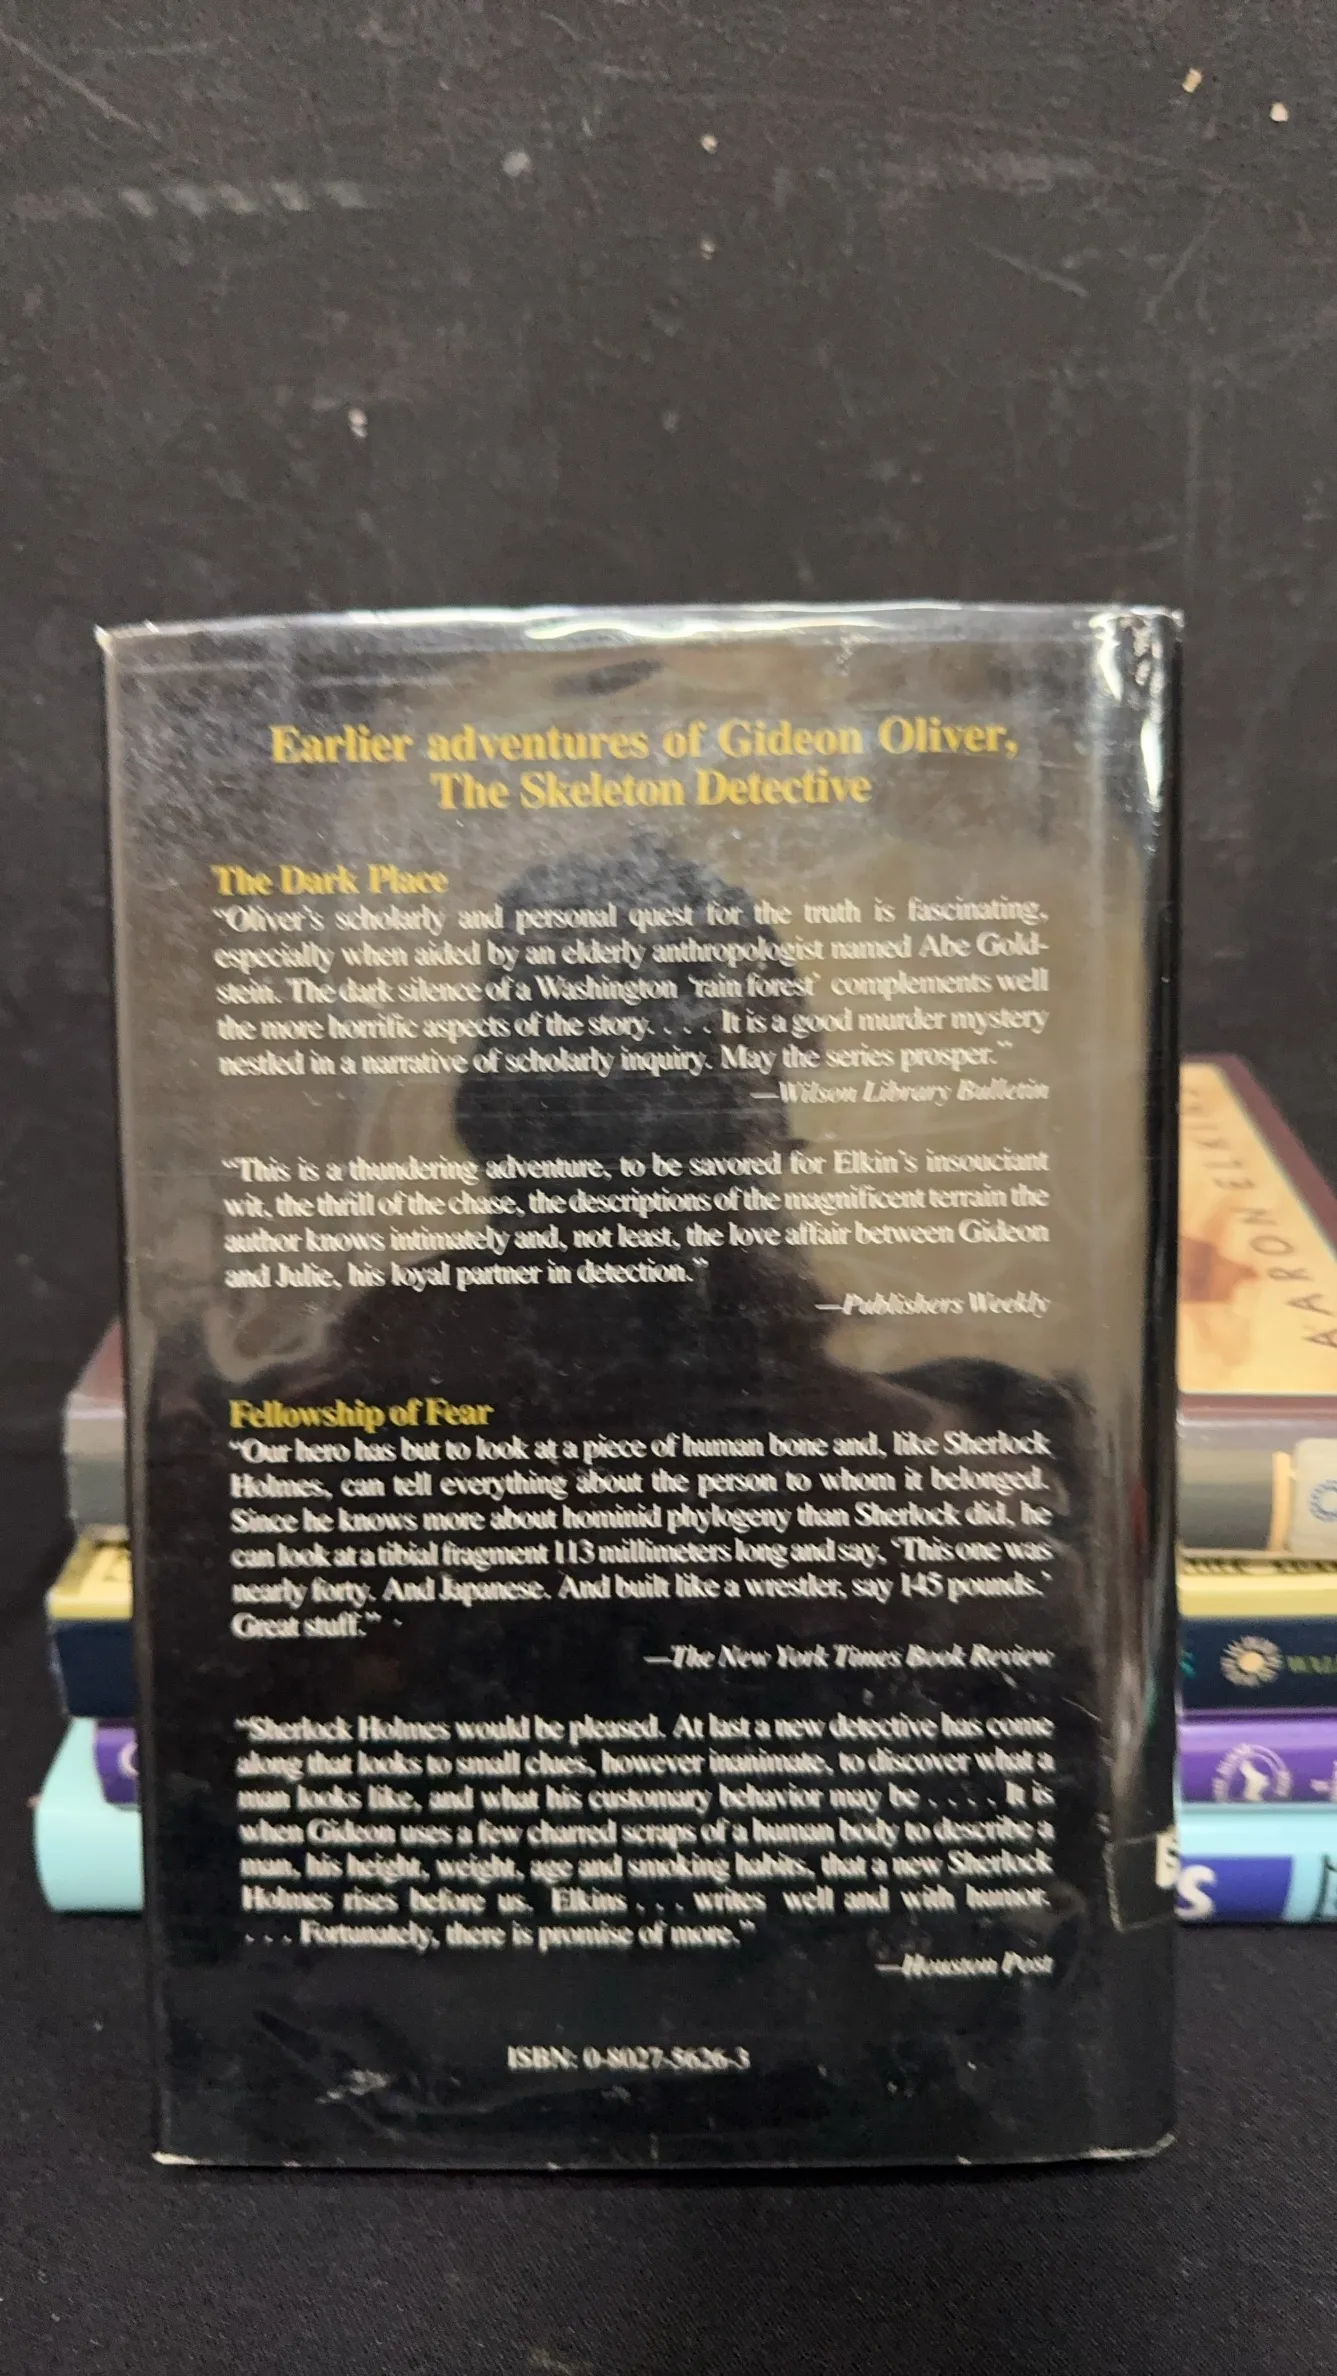 Earlier adventures of Gideon Oliver,
The Skeleton Detective
The Dark Place
“Oliver's scholarly and personal quest for the truth is fascinating,
especially when aided by an elderly anthropologist named Abe Gold-
stein. The dark silence of a Washington 'rain forest' complements well
the more horrific aspects of the story. . . . It is a good murder mystery
nestled in a narrative of scholarly inquiry. May the series prosper.”
—Wilson Library Bulletin
“This is a thundering adventure, to be savored for Elkin's insouciant
wit, the thrill of the chase, the descriptions of the magnificent terrain the
author knows intimately and, not least, the love affair between Gideon
and Julie, his loyal partner in detection.”
—Publishers Weekly
Fellowship of Fear
“Our hero has but to look at a piece of human bone and, like Sherlock
Holmes, can tell everything about the person to whom it belonged.
Since he knows more about hominid phylogeny than Sherlock did, he
can look at a tibial fragment 113 millimeters long and say, 'This one was
nearly forty. And Japanese. And built like a wrestler, say 145 pounds.'
Great stuff.”
—The New York Times Book Review
“Sherlock Holmes would be pleased. At last a new detective has come
along that looks to small clues, however inanimate, to discover what a
man looks like, and what his customary behavior may be . . . . It is
when Gideon uses a few charred scraps of a human body to describe a
man, his height, weight, age and smoking habits, that a new Sherlock
Holmes rises before us. Elkins . . . writes well and with humor.
. . . Fortunately, there is promise of more.”
—Houston Post
ISBN: 0-8027-5626-3
AARON ELKINS